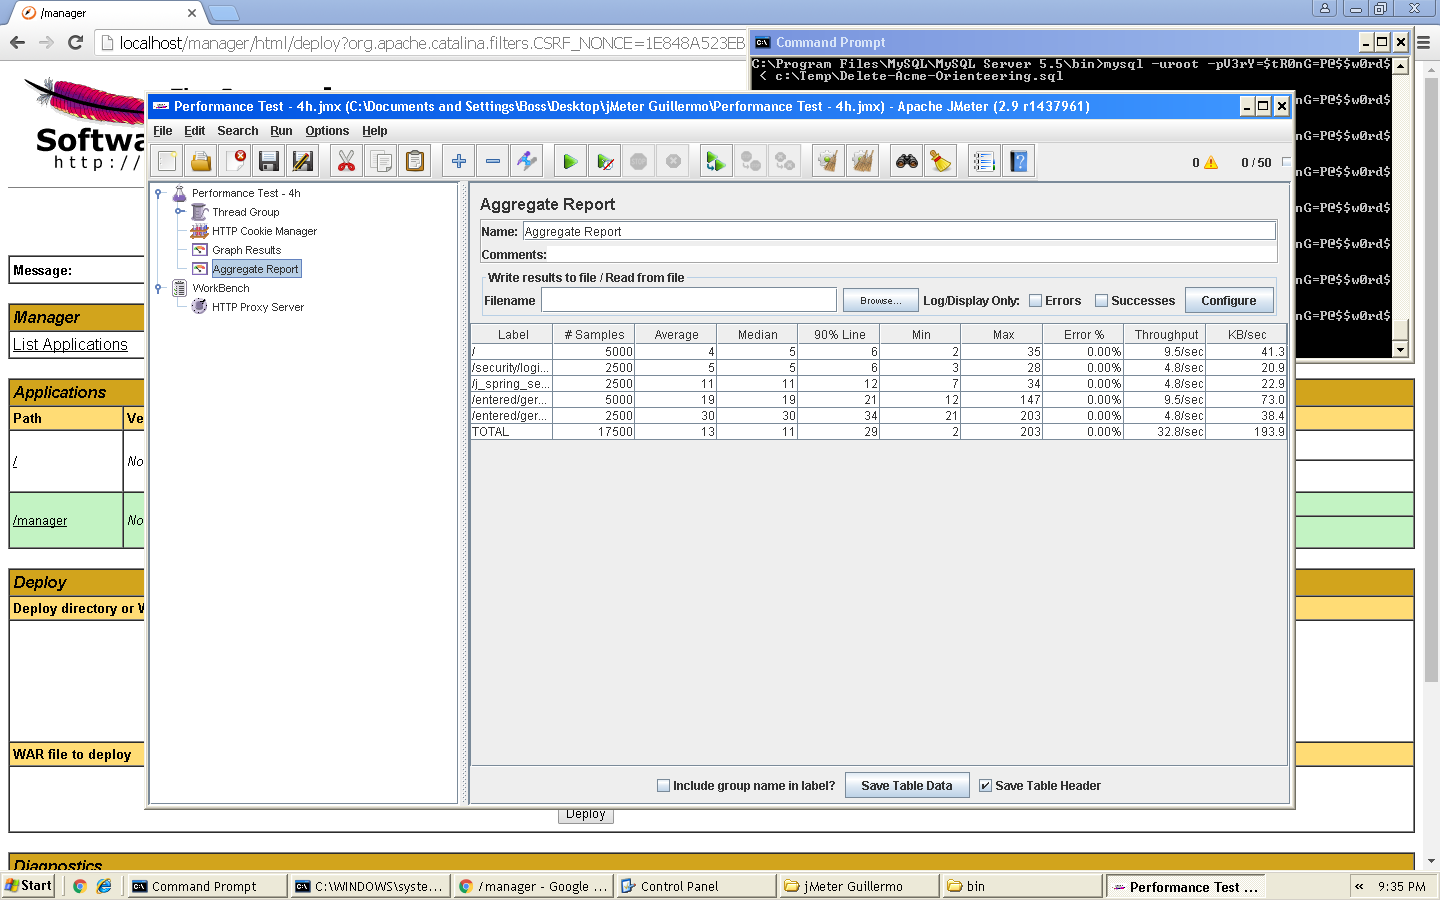 /manager
localhost/manager/html/deploy?org.apache.catalina.filters.CSRF_NONCE=1E848A523EB
Command Prompt
C:\Program Files\MySQL\MySQL Server 5.5\bin>mysql -uroot -pV3rY=$tR0nG=P@$$w0rd$
< c:\Temp\Delete-Acme-Orienteering.sql
nG=P@$$w0rd$
nG=P@$$w0rd$
nG=P@$$w0rd$
nG=P@$$w0rd$
nG=P@$$w0rd$
nG=P@$$w0rd$
nG=P@$$w0rd$
Softwa
http://
Performance Test - 4h.jmx (C:\Documents and Settings\Boss\Desktop\jMeter Guillermo\Performance Test - 4h.jmx) - Apache JMeter (2.9 r1437961)
File Edit Search Run Options Help
0 0 / 50
Performance Test - 4h
Thread Group
HTTP Cookie Manager
Graph Results
Aggregate Report
WorkBench
HTTP Proxy Server
Aggregate Report
Name: Aggregate Report
Comments:
Write results to file / Read from file
Filename Browse... Log/Display Only: Errors Successes Configure
Label # Samples Average Median 90% Line Min Max Error % Throughput KB/sec
/ 5000 4 5 6 2 35 0.00% 9.5/sec 41.3
/security/logi... 2500 5 5 6 3 28 0.00% 4.8/sec 20.9
/j_spring_se... 2500 11 11 12 7 34 0.00% 4.8/sec 22.9
/entered/ger... 5000 19 19 21 12 147 0.00% 9.5/sec 73.0
/entered/ger... 2500 30 30 34 21 203 0.00% 4.8/sec 38.4
TOTAL 17500 13 11 29 2 203 0.00% 32.8/sec 193.9
Include group name in label? Save Table Data Save Table Header
Message:
Manager
List Applications
Applications
Path Ve
/ No
/manager No
Deploy
Deploy directory or W
WAR file to deploy
Deploy
Diagnostics
Start Command Prompt C:\WINDOWS\syste... /manager - Google ... Control Panel jMeter Guillermo bin Performance Test ... 9:35 PM